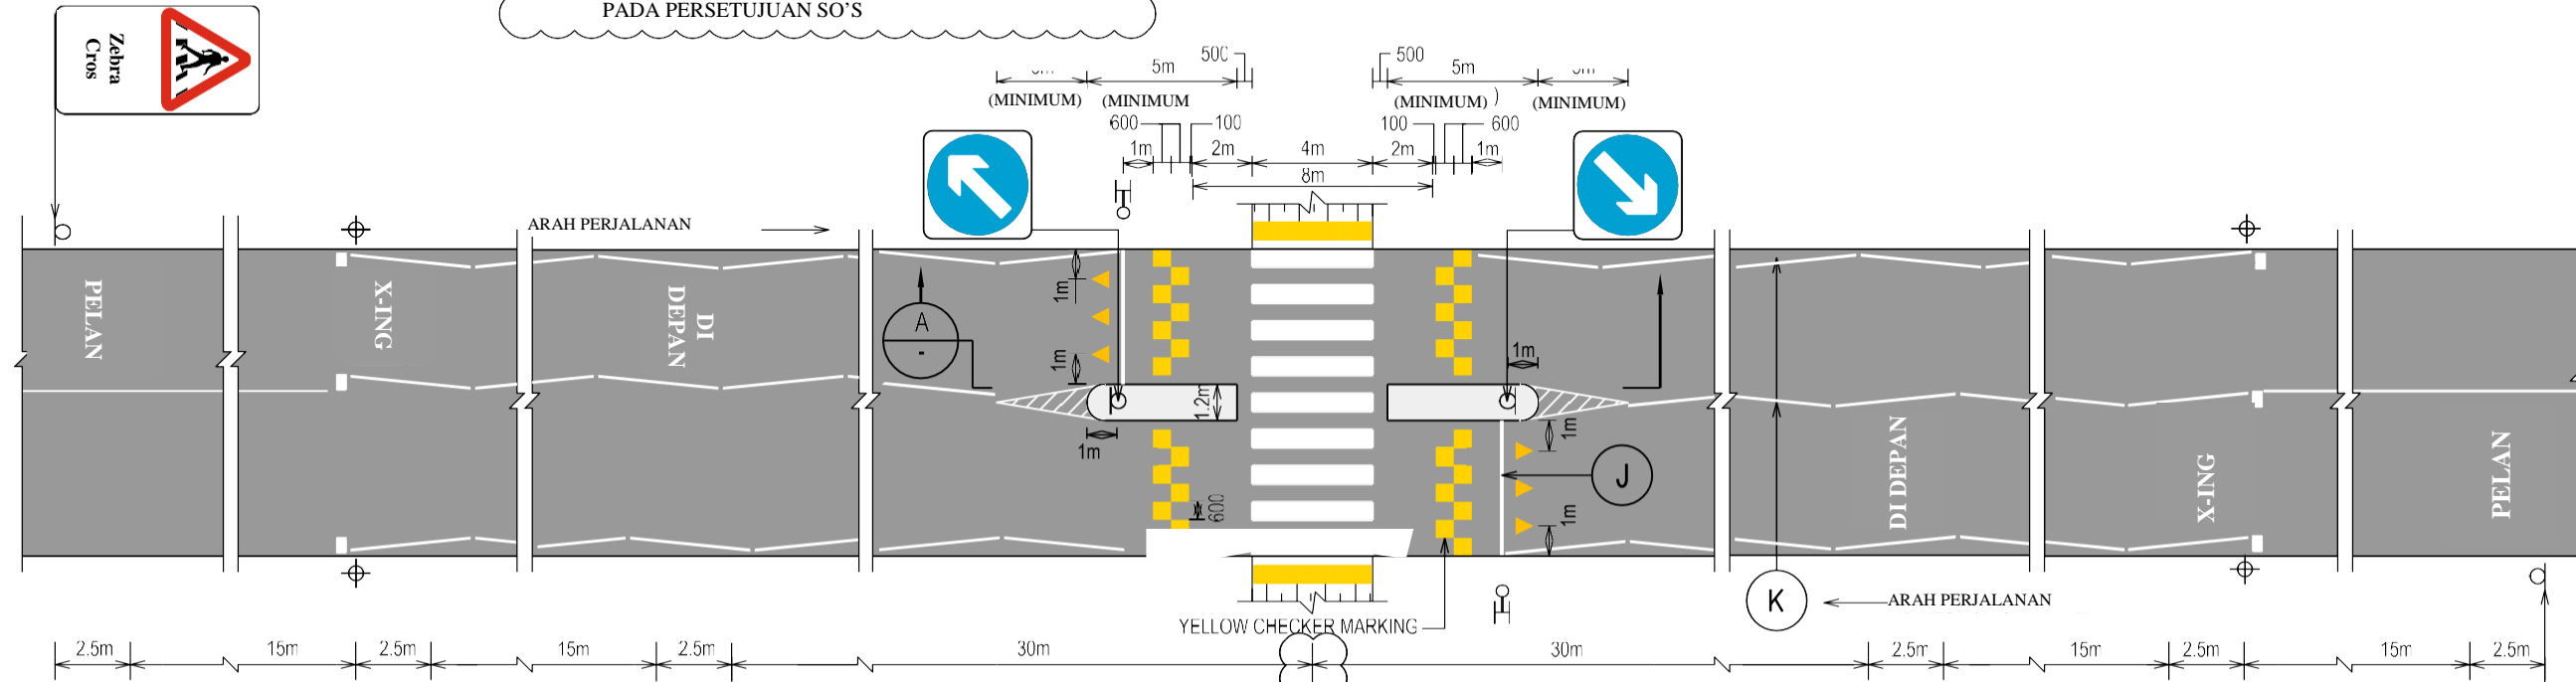 PADA PERSETUJUAN SO'S
Zebra
Cros
500
500
5m
5m
(MINIMUM)
(MINIMUM
(MINIMUM) )
(MINIMUM)
600
100
100
600
1m
2m
4m
2m
1m
8m
ARAH PERJALANAN
PELAN
X-ING
DI
DEPAN
A
-
1m
1m
1m
1.2m
1m
1m
J
1m
600
DI DEPAN
X-ING
PELAN
K
ARAH PERJALANAN
YELLOW CHECKER MARKING
2.5m
15m
2.5m
15m
2.5m
30m
30m
2.5m
15m
2.5m
15m
2.5m